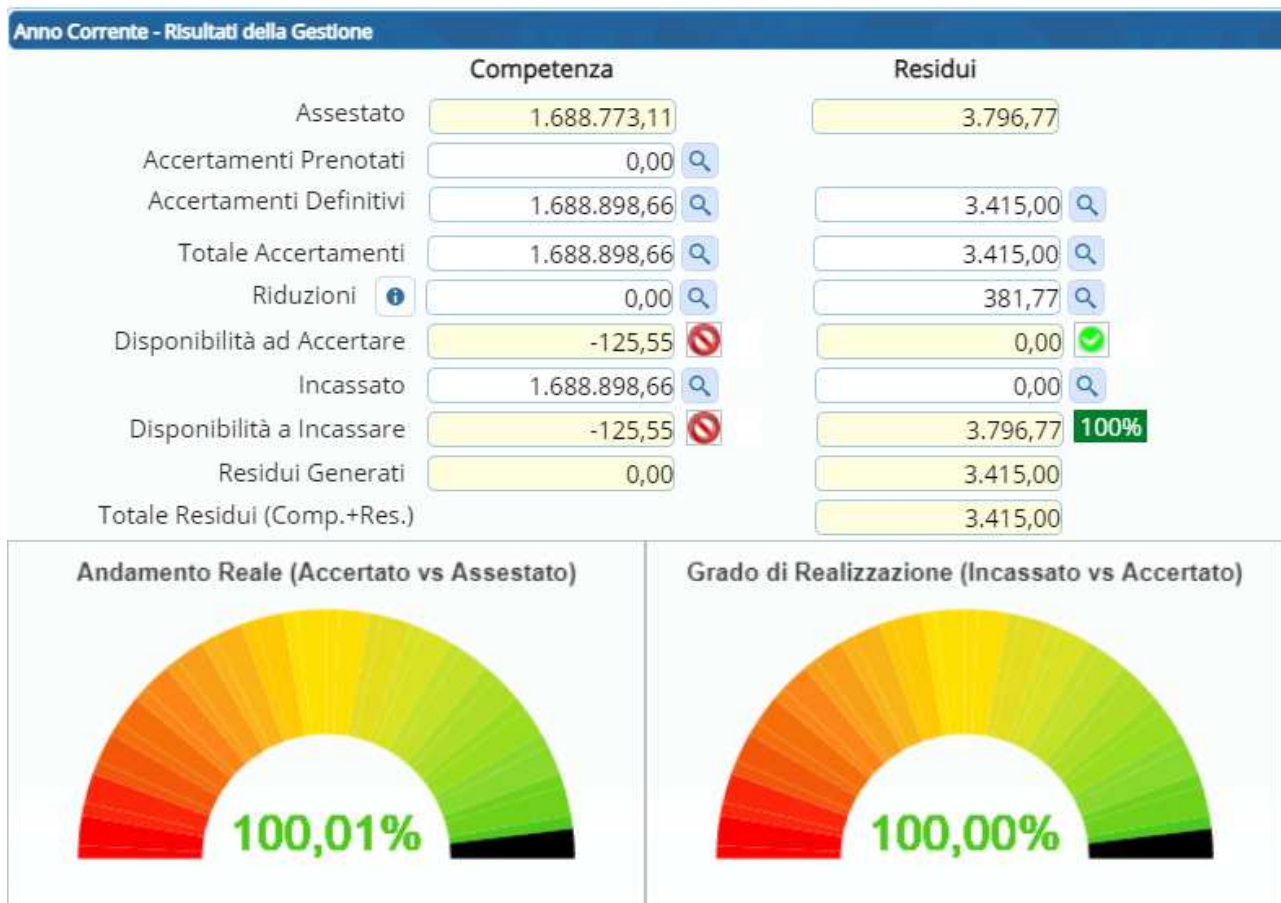 Anno Corrente - Risultati della Gestione
Competenza Residui
Assestato 1.688.773,11 3.796,77
Accertamenti Prenotati 0,00
Accertamenti Definitivi 1.688.898,66 3.415,00
Totale Accertamenti 1.688.898,66 3.415,00
Riduzioni 0,00 381,77
Disponibilità ad Accertare -125,55 0,00
Incassato 1.688.898,66 0,00
Disponibilità a Incassare -125,55 3.796,77 100%
Residui Generati 0,00 3.415,00
Totale Residui (Comp.+Res.) 3.415,00
Andamento Reale (Accertato vs Assestato)
100,01%
Grado di Realizzazione (Incassato vs Accertato)
100,00%